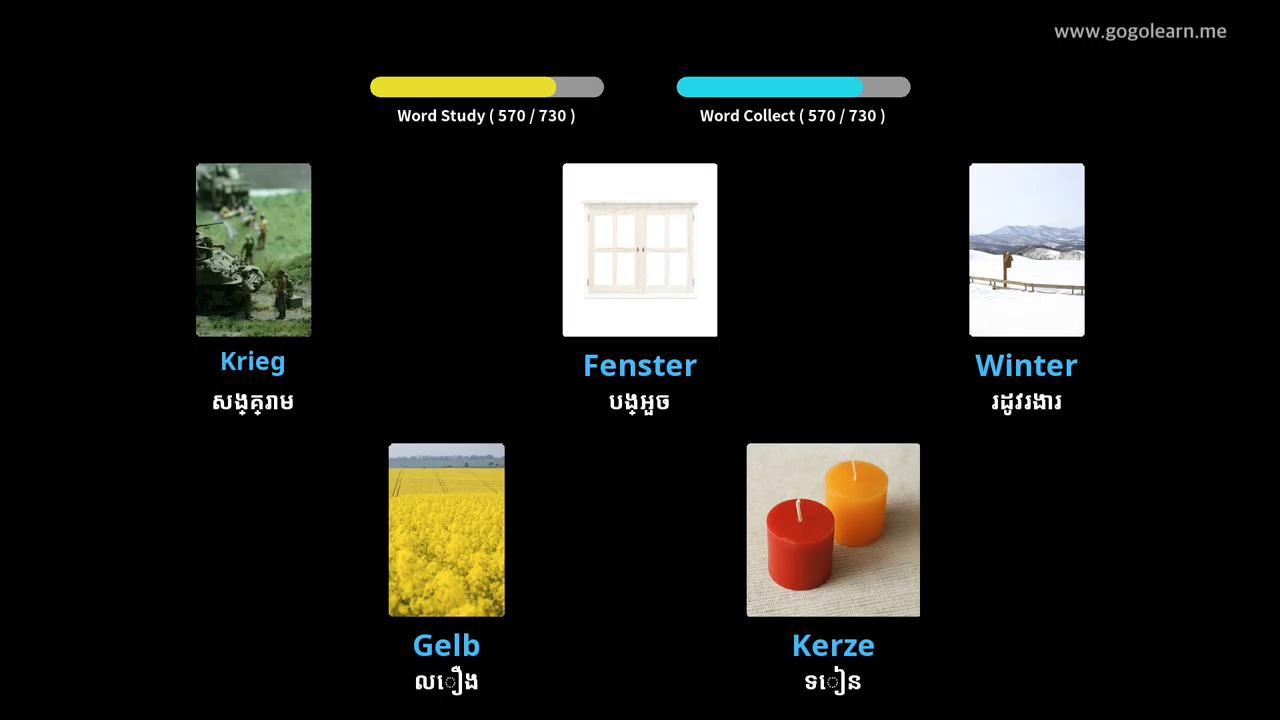 www.gogolearn.me
Word Study ( 570 / 730 )
Word Collect ( 570 / 730 )
Krieg
សង្គ្រាម
Fenster
បង្អួច
Winter
រដូវរងារ
Gelb
លឿង
Kerze
ទៀន